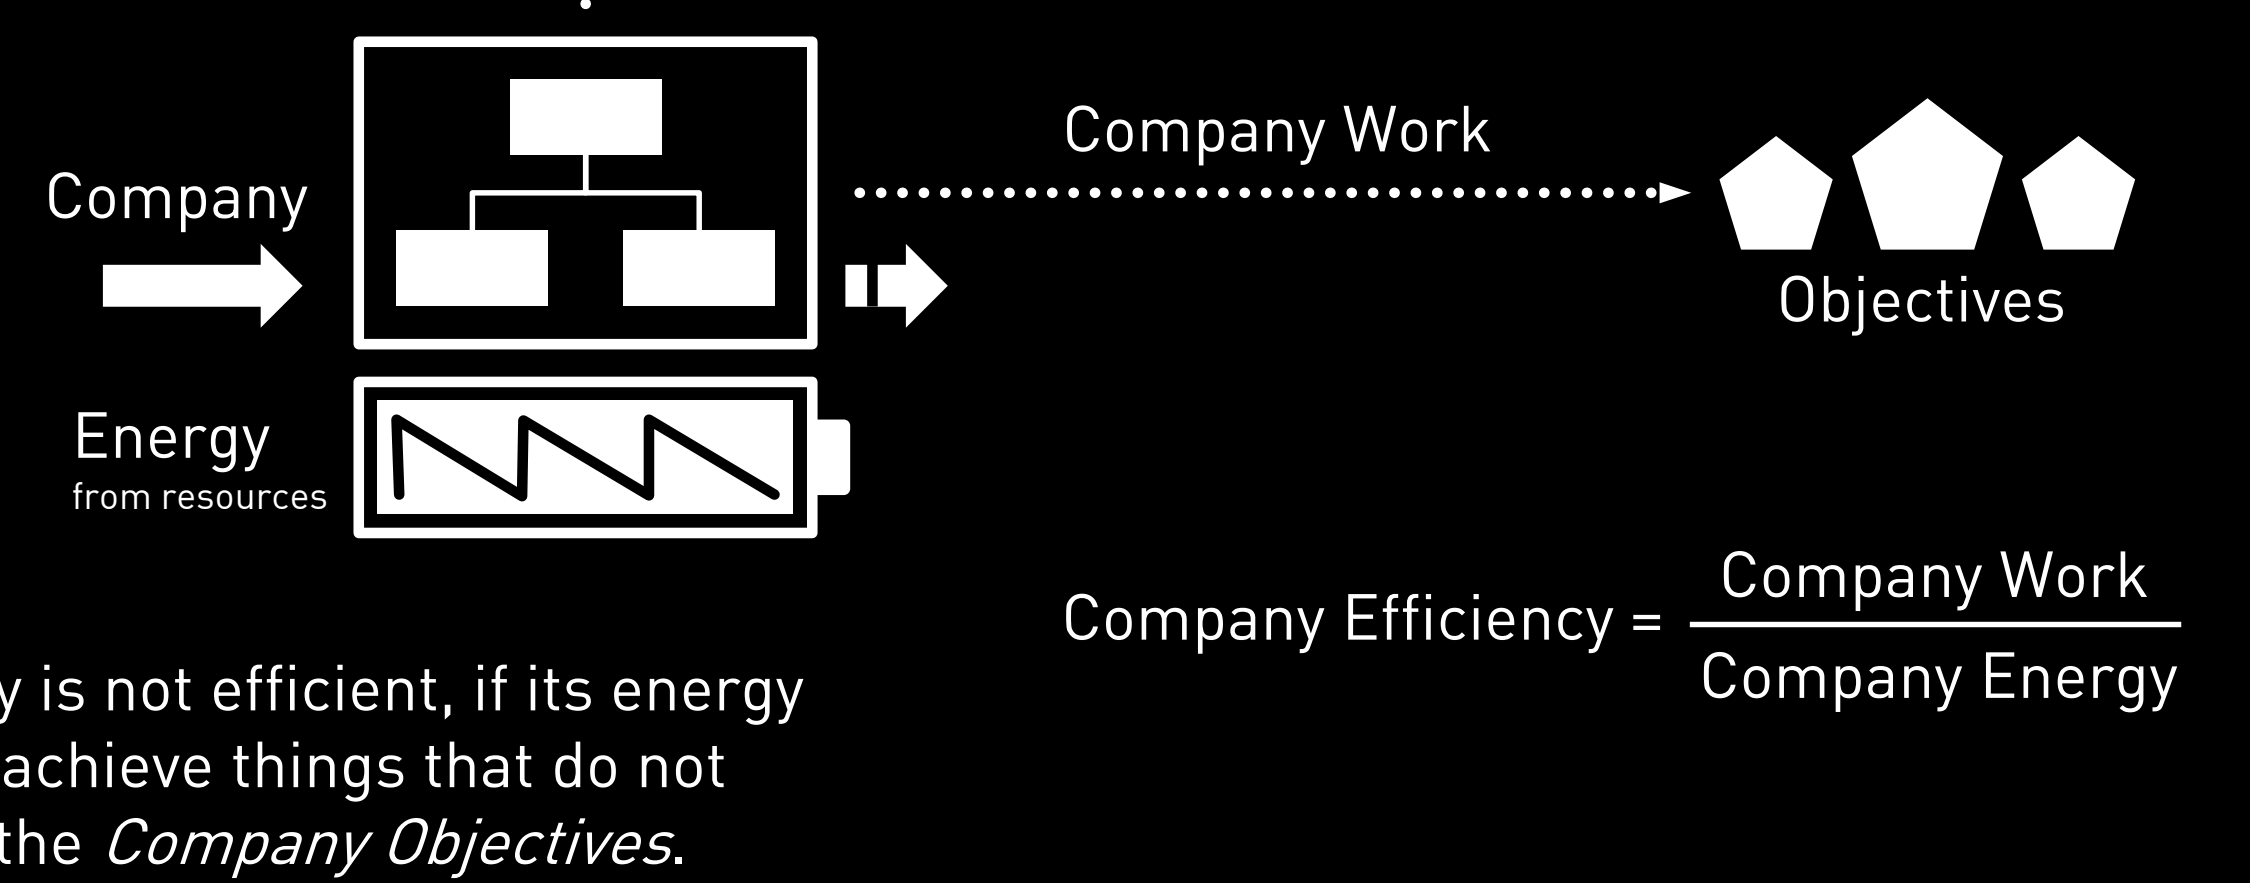 Company
Company Work
Objectives
Energy
from resources
Company Efficiency = Company Work
Company Energy
y is not efficient, if its energy
achieve things that do not
the Company Objectives.